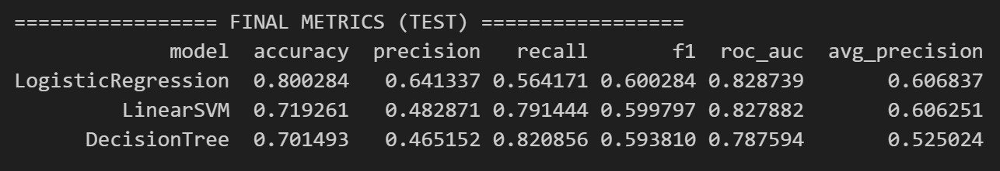 ================= FINAL METRICS (TEST) =================
model accuracy precision recall f1 roc_auc avg_precision
LogisticRegression 0.800284 0.641337 0.564171 0.600284 0.828739 0.606837
LinearSVM 0.719261 0.482871 0.791444 0.599797 0.827882 0.606251
DecisionTree 0.701493 0.465152 0.820856 0.593810 0.787594 0.525024